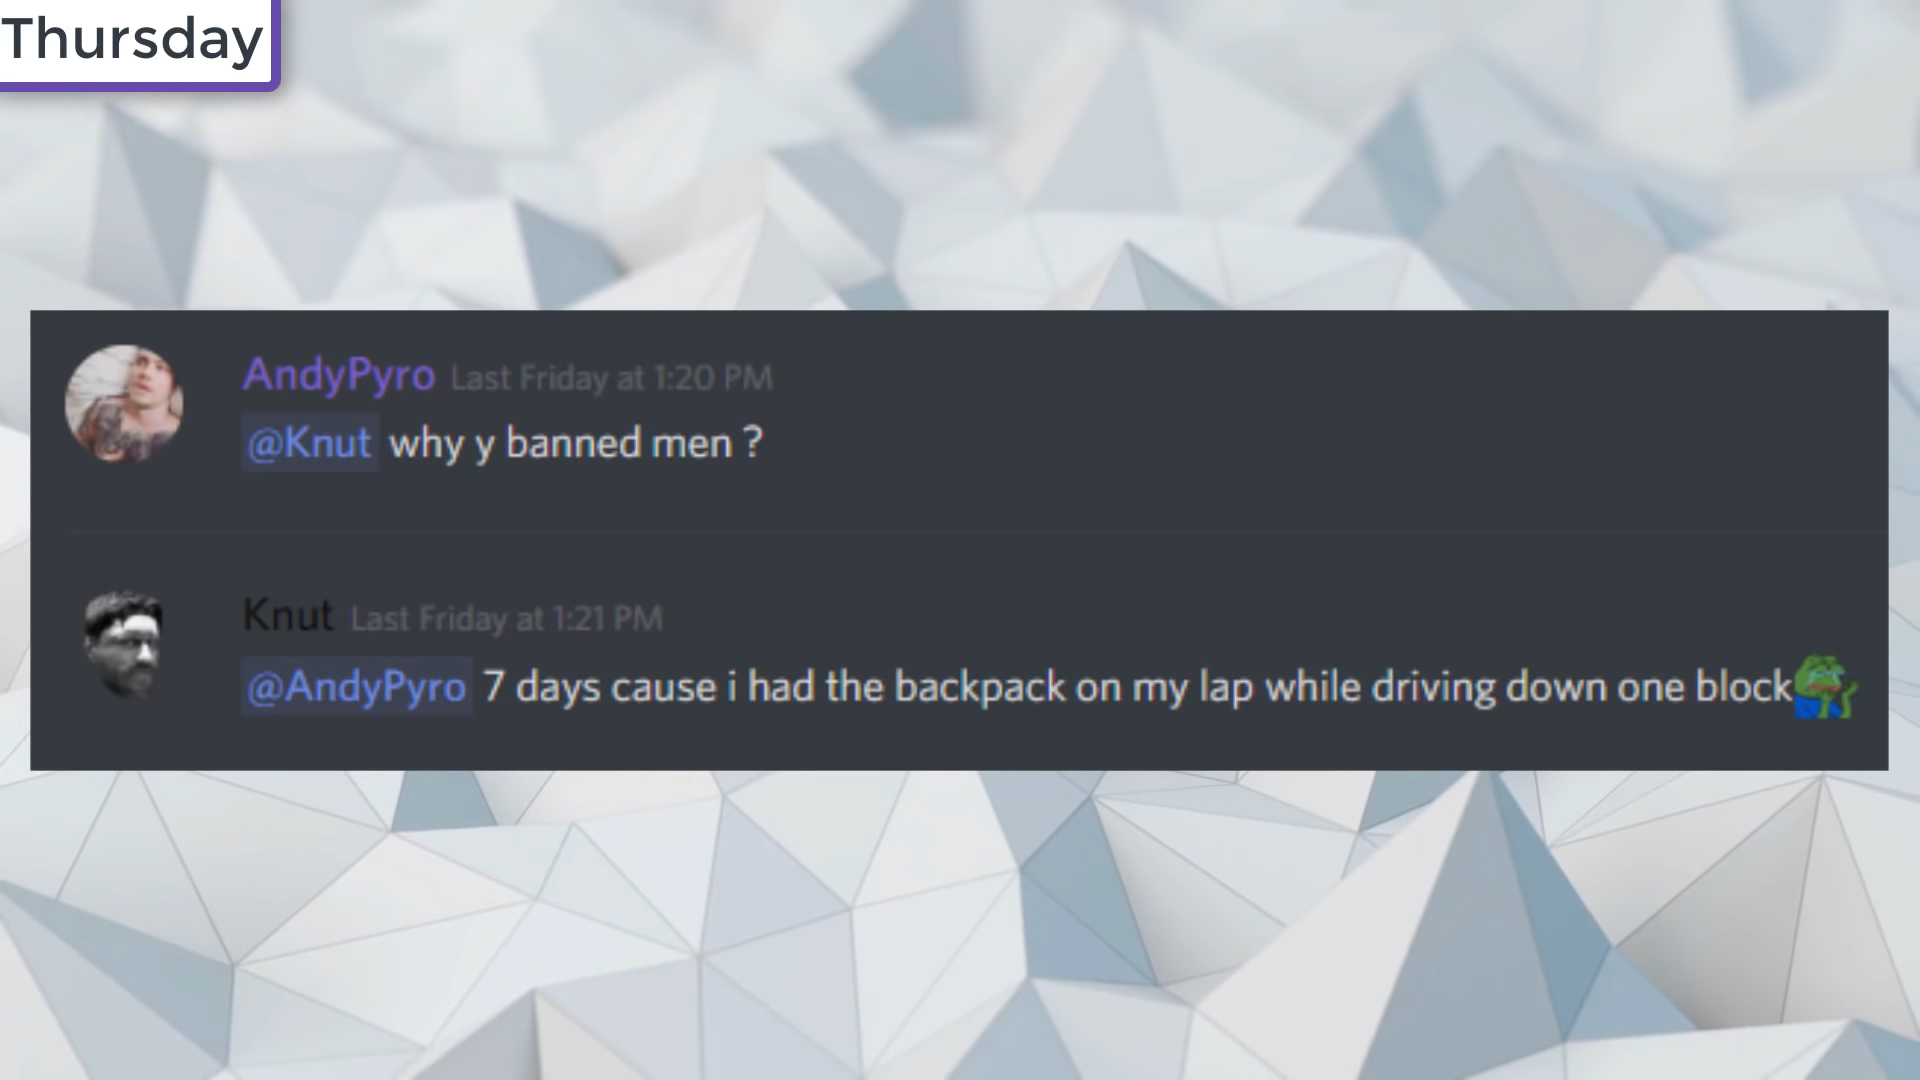 Thursday
AndyPyro Last Friday at 1:20 PM
@Knut why y banned men ?
Knut Last Friday at 1:21 PM
@AndyPyro 7 days cause i had the backpack on my lap while driving down one block